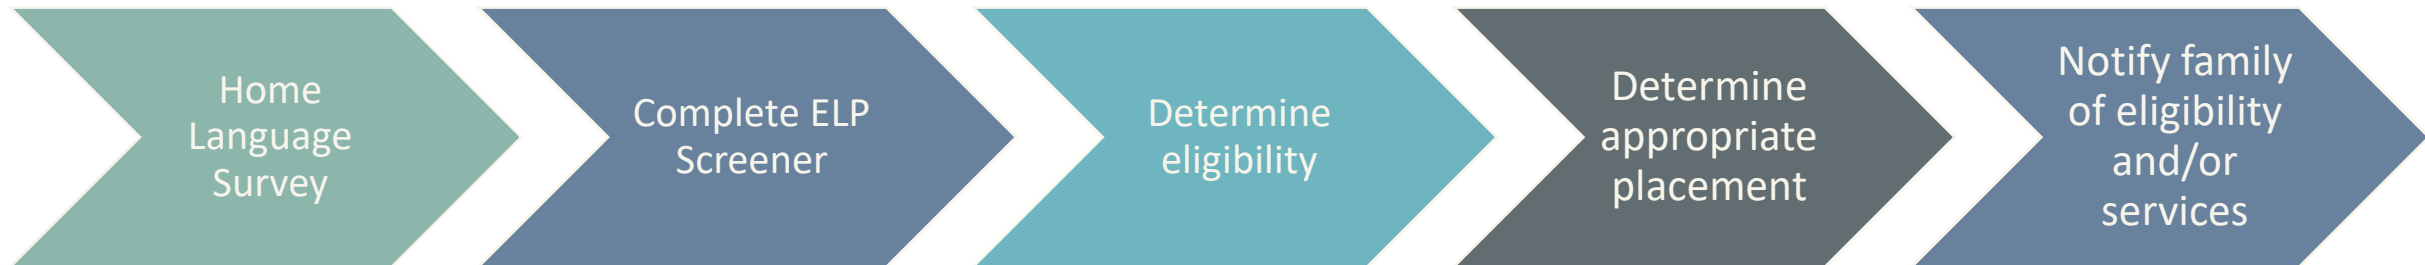 Home
Language
Survey
Complete ELP
Screener
Determine
eligibility
Determine
appropriate
placement
Notify family
of eligibility
and/or
services